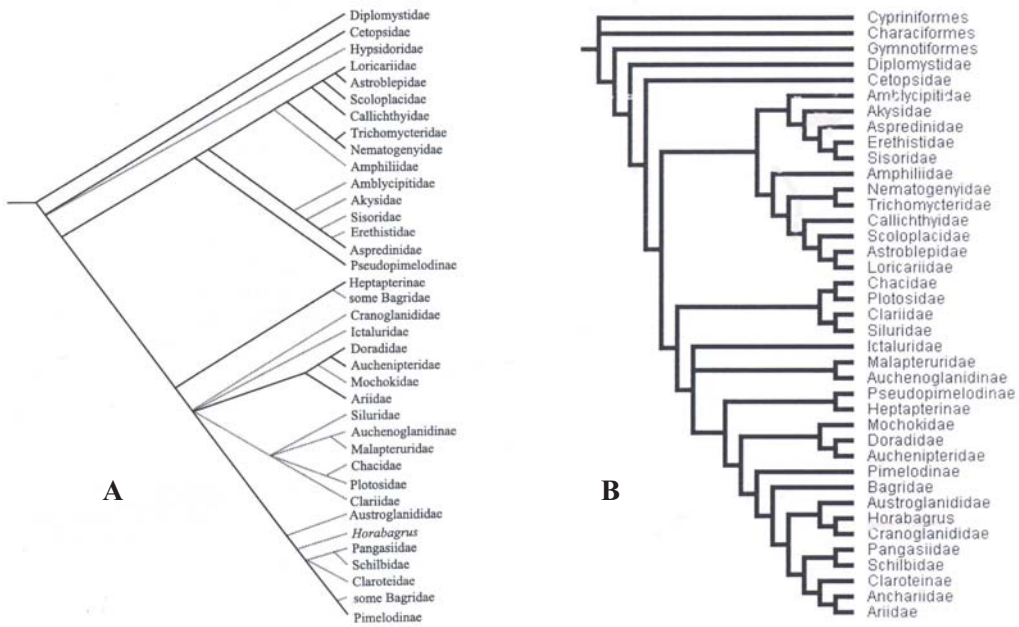 Diplomystidae
Cetopsidae
Hypsidoridae
Loricariidae
Astroblepidae
Scoloplacidae
Callichthyidae
Trichomycteridae
Nematogenyidae
Amphiliidae
Amblycipitidae
Akysidae
Sisoridae
Erethistidae
Aspredinidae
Pseudopimelodinae
Heptapterinae
some Bagridae
Cranoglanididae
Ictaluridae
Doradidae
Auchenipteridae
Mochokidae
Ariidae
Siluridae
Auchenoglanidinae
Malapteruridae
Chacidae
Plotosidae
Clariidae
Austroglanididae
Horabagrus
Pangasiidae
Schilbidae
Claroteidae
some Bagridae
Pimelodinae
A
Cypriniformes
Characiformes
Gymnotiformes
Diplomystidae
Cetopsidae
Amblycipitidae
Akysidae
Aspredinidae
Erethistidae
Sisoridae
Amphiliidae
Nematogenyidae
Trichomycteridae
Callichthyidae
Scoloplacidae
Astroblepidae
Loricariidae
Chacidae
Plotosidae
Clariidae
Siluridae
Ictaluridae
Malapteruridae
Auchenoglanidinae
Pseudopimelodinae
Heptapterinae
Mochokidae
Doradidae
Auchenipteridae
Pimelodinae
Bagridae
Austroglanididae
Horabagrus
Cranoglanididae
Pangasiidae
Schilbidae
Claroteinae
Anchariidae
Ariidae
B